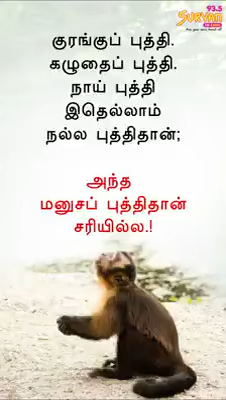 93.5
SURYAN
குரங்குப் புத்தி.
கழுதைப் புத்தி.
நாய் புத்தி
இதெல்லாம்
நல்ல புத்திதான்;
அந்த
மனுசப் புத்திதான்
சரியில்ல.!